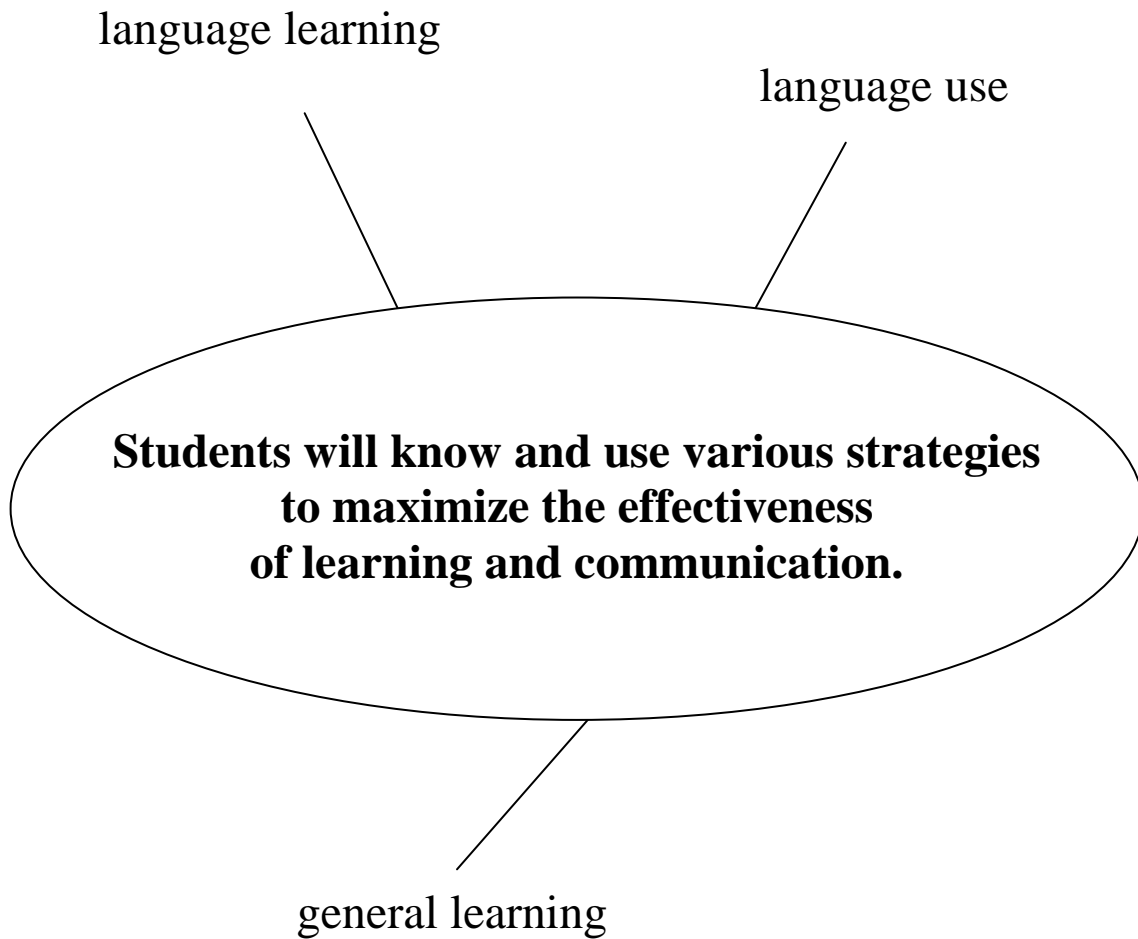 language learning
language use
Students will know and use various strategies
to maximize the effectiveness
of learning and communication.
general learning